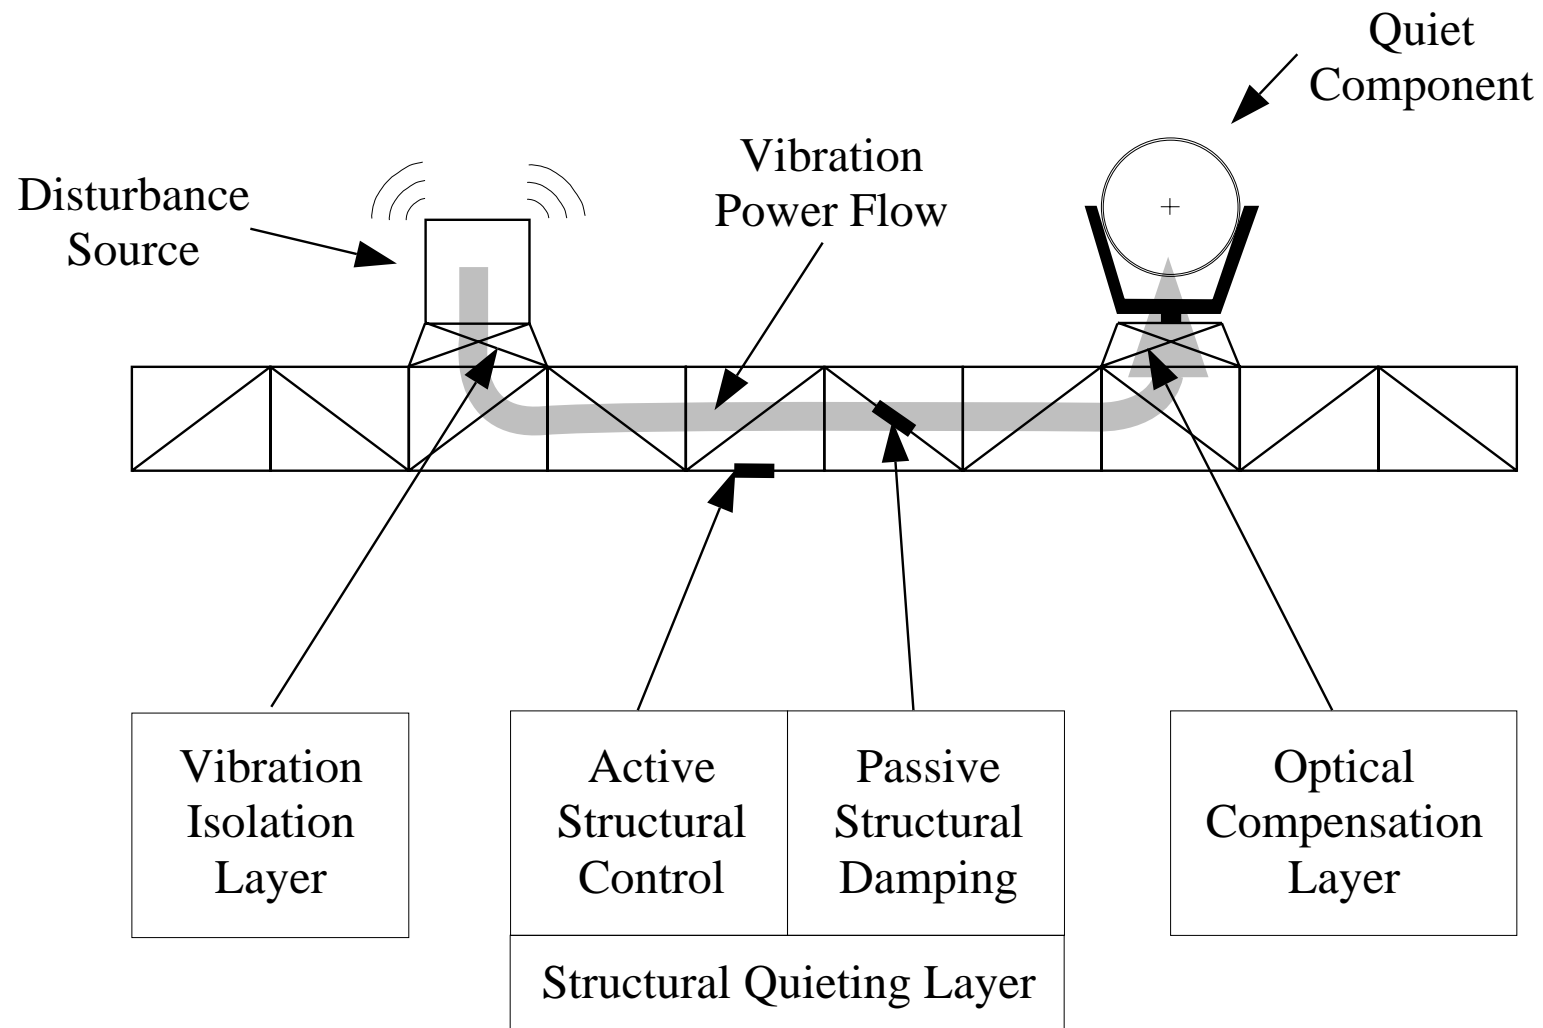 Quiet
Component
Vibration
Power Flow
Disturbance
Source
Vibration
Isolation
Layer
Active
Structural
Control
Passive
Structural
Damping
Optical
Compensation
Layer
Structural Quieting Layer